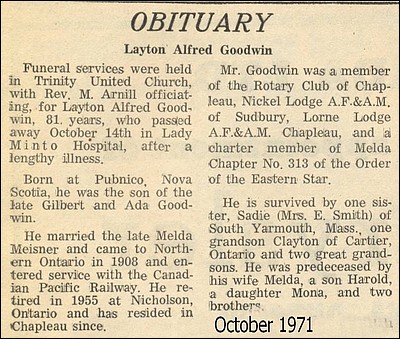 OBITUARY
Layton Alfred Goodwin
Funeral services were held
in Trinity United Church,
with Rev. M. Arnill officiat-
ing, for Layton Alfred Good-
win, 81 years, who passed
away October 14th in Lady
Minto Hospital, after a
lengthy illness.
Born at Pubnico, Nova
Scotia, he was the son of the
late Gilbert and Ada Good-
win.
He married the late Melda
Meisner and came to North-
ern Ontario in 1908 and en-
tered service with the Canad-
ian Pacific Railway. He re-
tired in 1955 at Nicholson,
Ontario and has resided in
Chapleau since.
Mr. Goodwin was a member
of the Rotary Club of Chap-
leau, Nickel Lodge A.F.&A.M.
of Sudbury, Lorne Lodge
A.F.&A.M. Chapleau, and a
charter member of Melda
Chapter No. 313 of the Order
of the Eastern Star.
He is survived by one sis-
ter, Sadie (Mrs. E. Smith) of
South Yarmouth, Mass., one
grandson Clayton of Cartier,
Ontario and two great grand-
sons. He was predeceased by
his wife Melda, a son Harold,
a daughter Mona, and two
brothers.
October 1971